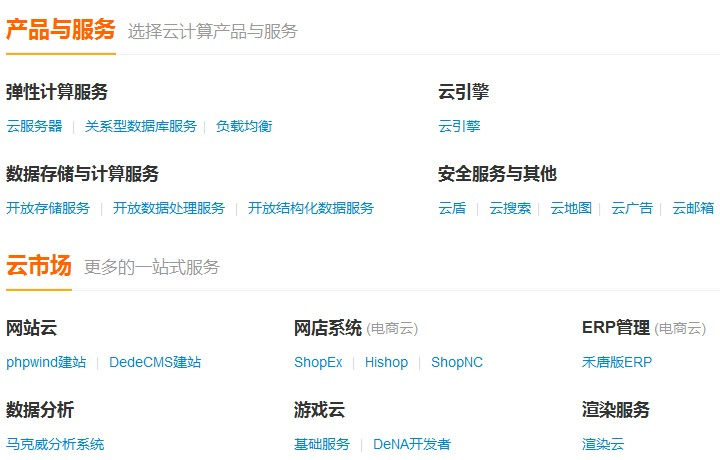 产品与服务 选择云计算产品与服务
弹性计算服务
云服务器 | 关系型数据库服务 | 负载均衡
云引擎
云引擎
数据存储与计算服务
开放存储服务 | 开放数据处理服务 | 开放结构化数据服务
安全服务与其他
云盾 | 云搜索 | 云地图 | 云广告 | 云邮箱
云市场 更多的一站式服务
网站云
phpwind建站 | DedeCMS建站
网店系统 (电商云)
ShopEx | Hishop | ShopNC
ERP管理 (电商云)
禾唐版ERP
数据分析
马克威分析系统
游戏云
基础服务 | DeNA开发者
渲染服务
渲染云